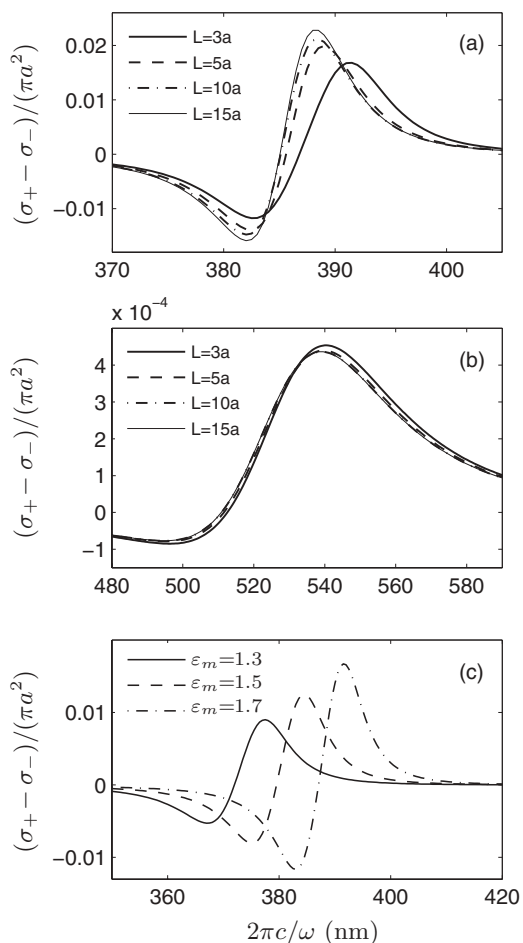 (a)
L=3a
L=5a
L=10a
L=15a
0.02
0.01
0
−0.01
(σ₊ − σ₋)/(πa²)
370 380 390 400
x 10⁻⁴
(b)
L=3a
L=5a
L=10a
L=15a
4
3
2
1
0
−1
(σ₊ − σ₋)/(πa²)
480 500 520 540 560 580
(c)
εₘ=1.3
εₘ=1.5
εₘ=1.7
0.01
0
−0.01
(σ₊ − σ₋)/(πa²)
360 380 400 420
2πc/ω (nm)